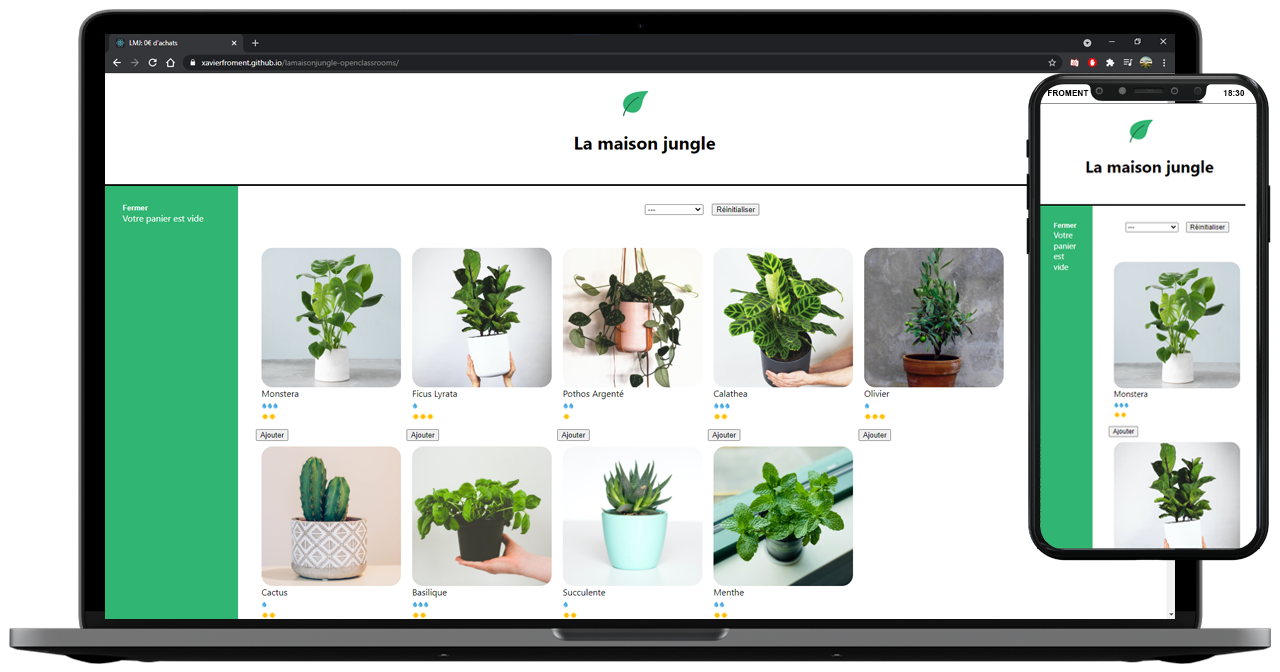 LMJ: 0€ d'achats
xavierfroment.github.io/lamaisonjungle-openclassrooms/
La maison jungle
Fermer
Votre panier est vide
---
Réinitialiser
Monstera
Ficus Lyrata
Pothos Argenté
Calathea
Olivier
Ajouter
Ajouter
Ajouter
Ajouter
Ajouter
Cactus
Basilique
Succulente
Menthe
FROMENT
18:30
La maison jungle
Fermer
Votre
panier
est
vide
---
Réinitialiser
Monstera
Ajouter